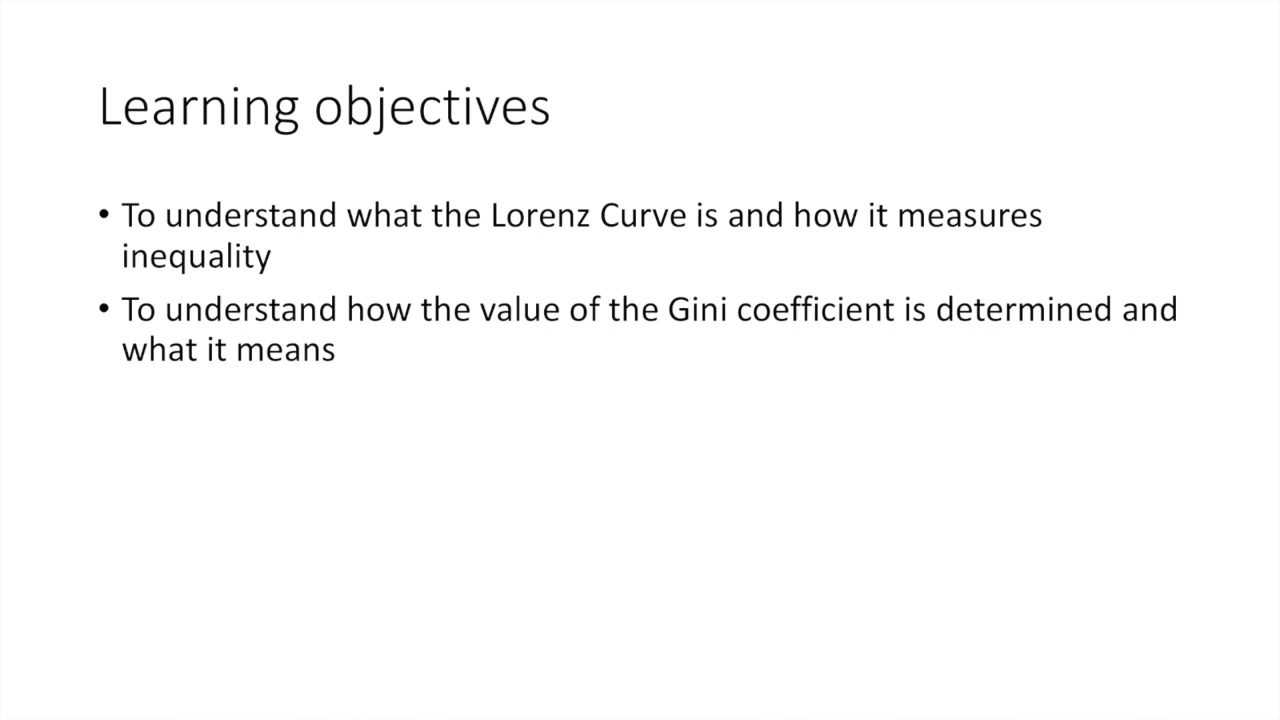 Learning objectives
• To understand what the Lorenz Curve is and how it measures
inequality
• To understand how the value of the Gini coefficient is determined and
what it means